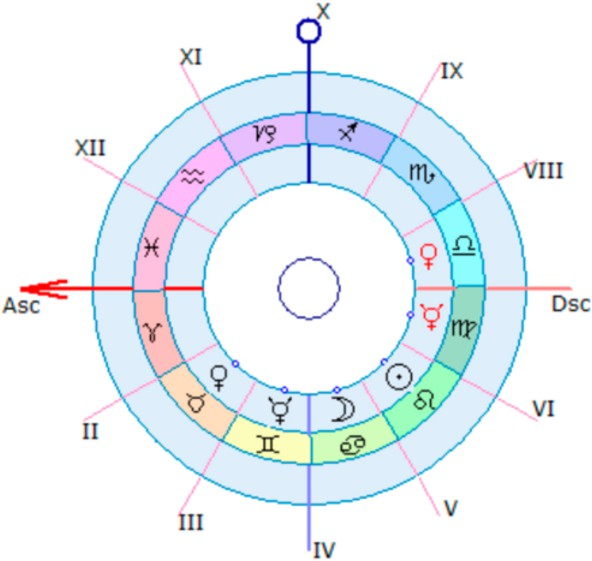 X
XI
IX
XII
VIII
♑ ♐
♒ ♏
♓ ♀ ♎
Asc
Dsc
♈ ☿ ♍
♀ ☉
♉ ☿ ☽ ♌
♊ ♋
II
VI
III
V
IV